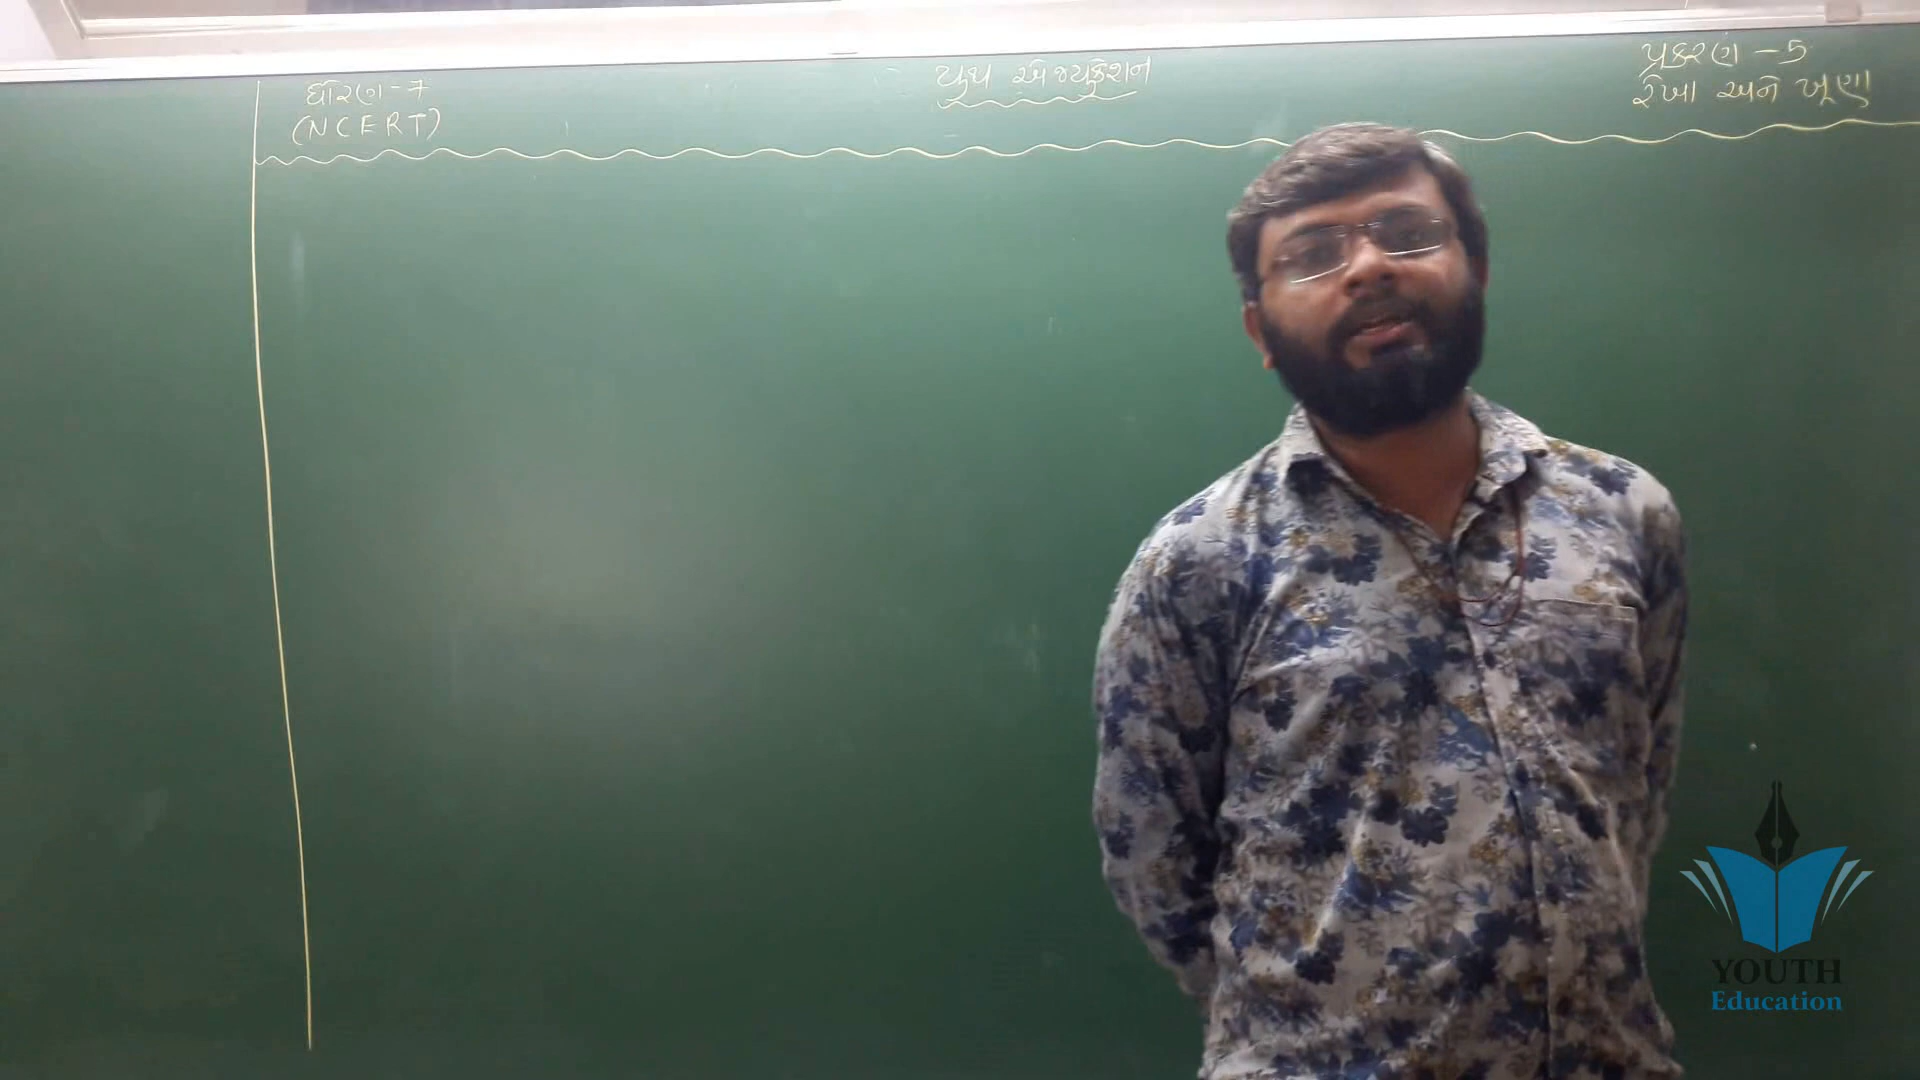 ધોરણ-7
(NCERT)
યુથ એજ્યુકેશન
પ્રકરણ-5
રેખા અને ખૂણા
YOUTH
Education